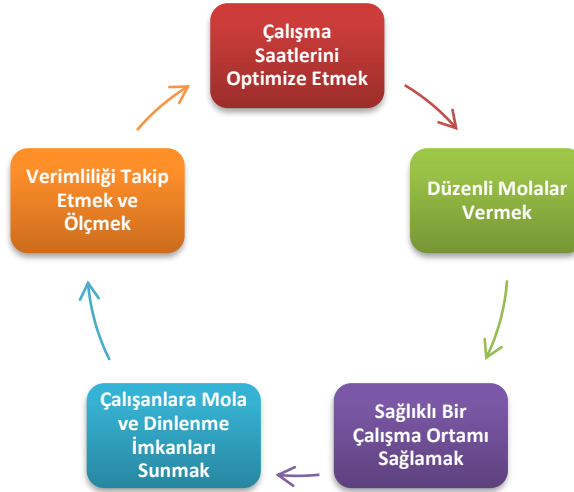 Çalışma
Saatlerini
Optimize Etmek
Düzenli Molalar
Vermek
Sağlıklı Bir
Çalışma Ortamı
Sağlamak
Çalışanlara Mola
ve Dinlenme
İmkanları
Sunmak
Verimliliği Takip
Etmek ve
Ölçmek